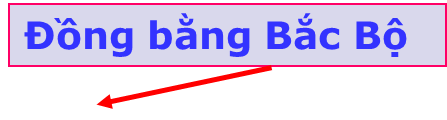 Đồng bằng Bắc Bộ